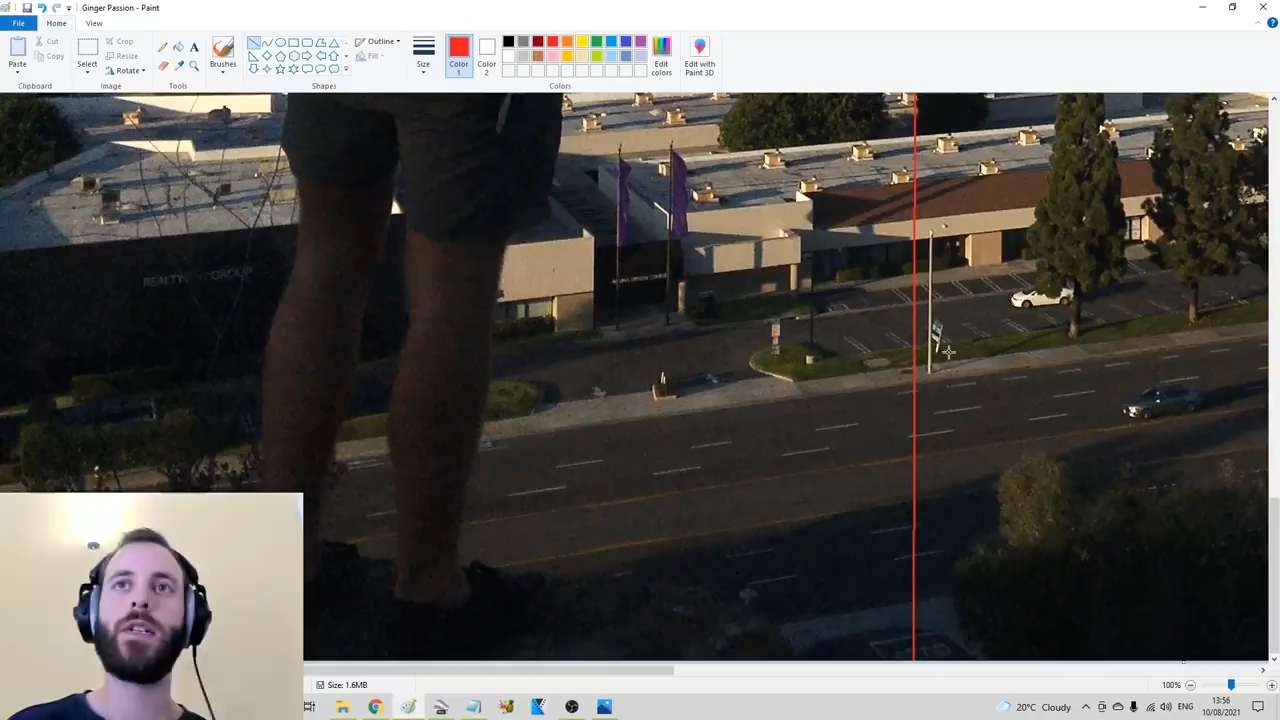 Ginger Passion - Paint
File
Home
View
Paste
Cut
Copy
Select
Crop
Resize
Rotate
A
Brushes
Outline
Fill
Size
Color 1
Color 2
Edit colors
Edit with Paint 3D
Clipboard
Image
Tools
Shapes
Colors
REALTY GROUP
Size: 1.6MB
100%
20°C Cloudy
ENG
13:56
10/08/2021